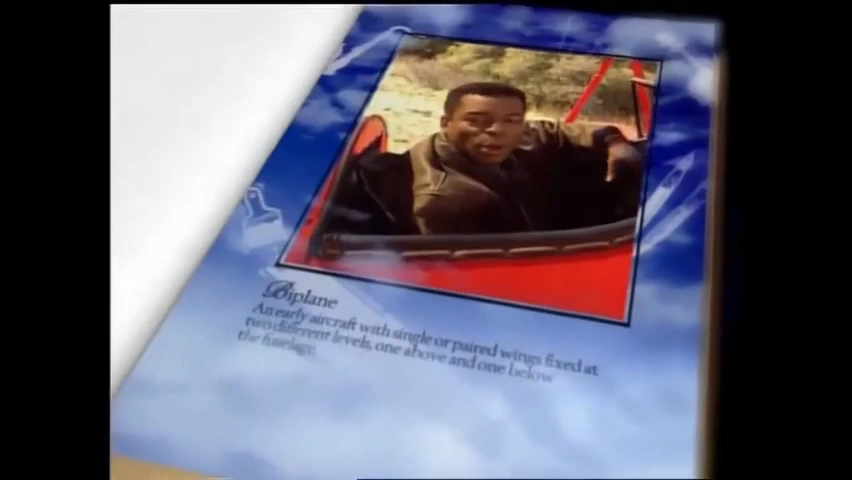 Biplane
An early aircraft with single or paired wings fixed at
two different levels, one above and one below
the fuselage.